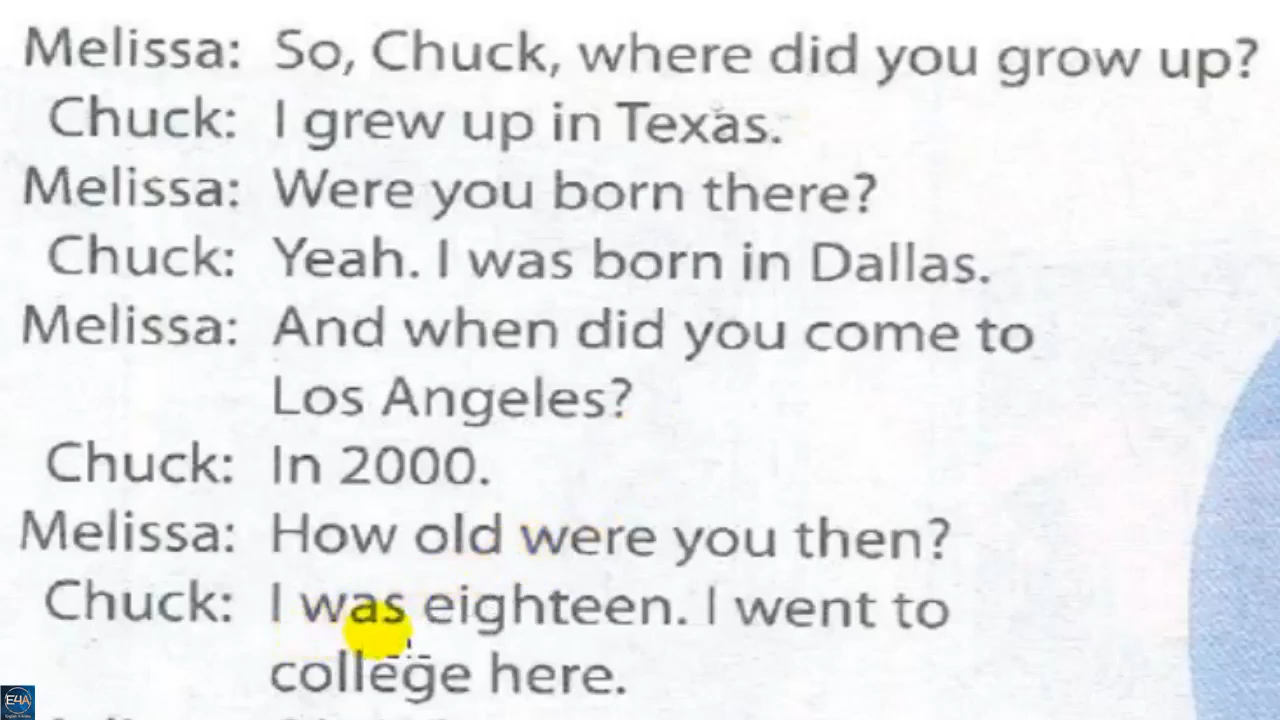 Melissa: So, Chuck, where did you grow up?
Chuck: I grew up in Texas.
Melissa: Were you born there?
Chuck: Yeah. I was born in Dallas.
Melissa: And when did you come to
Los Angeles?
Chuck: In 2000.
Melissa: How old were you then?
Chuck: I was eighteen. I went to
college here.
E4A